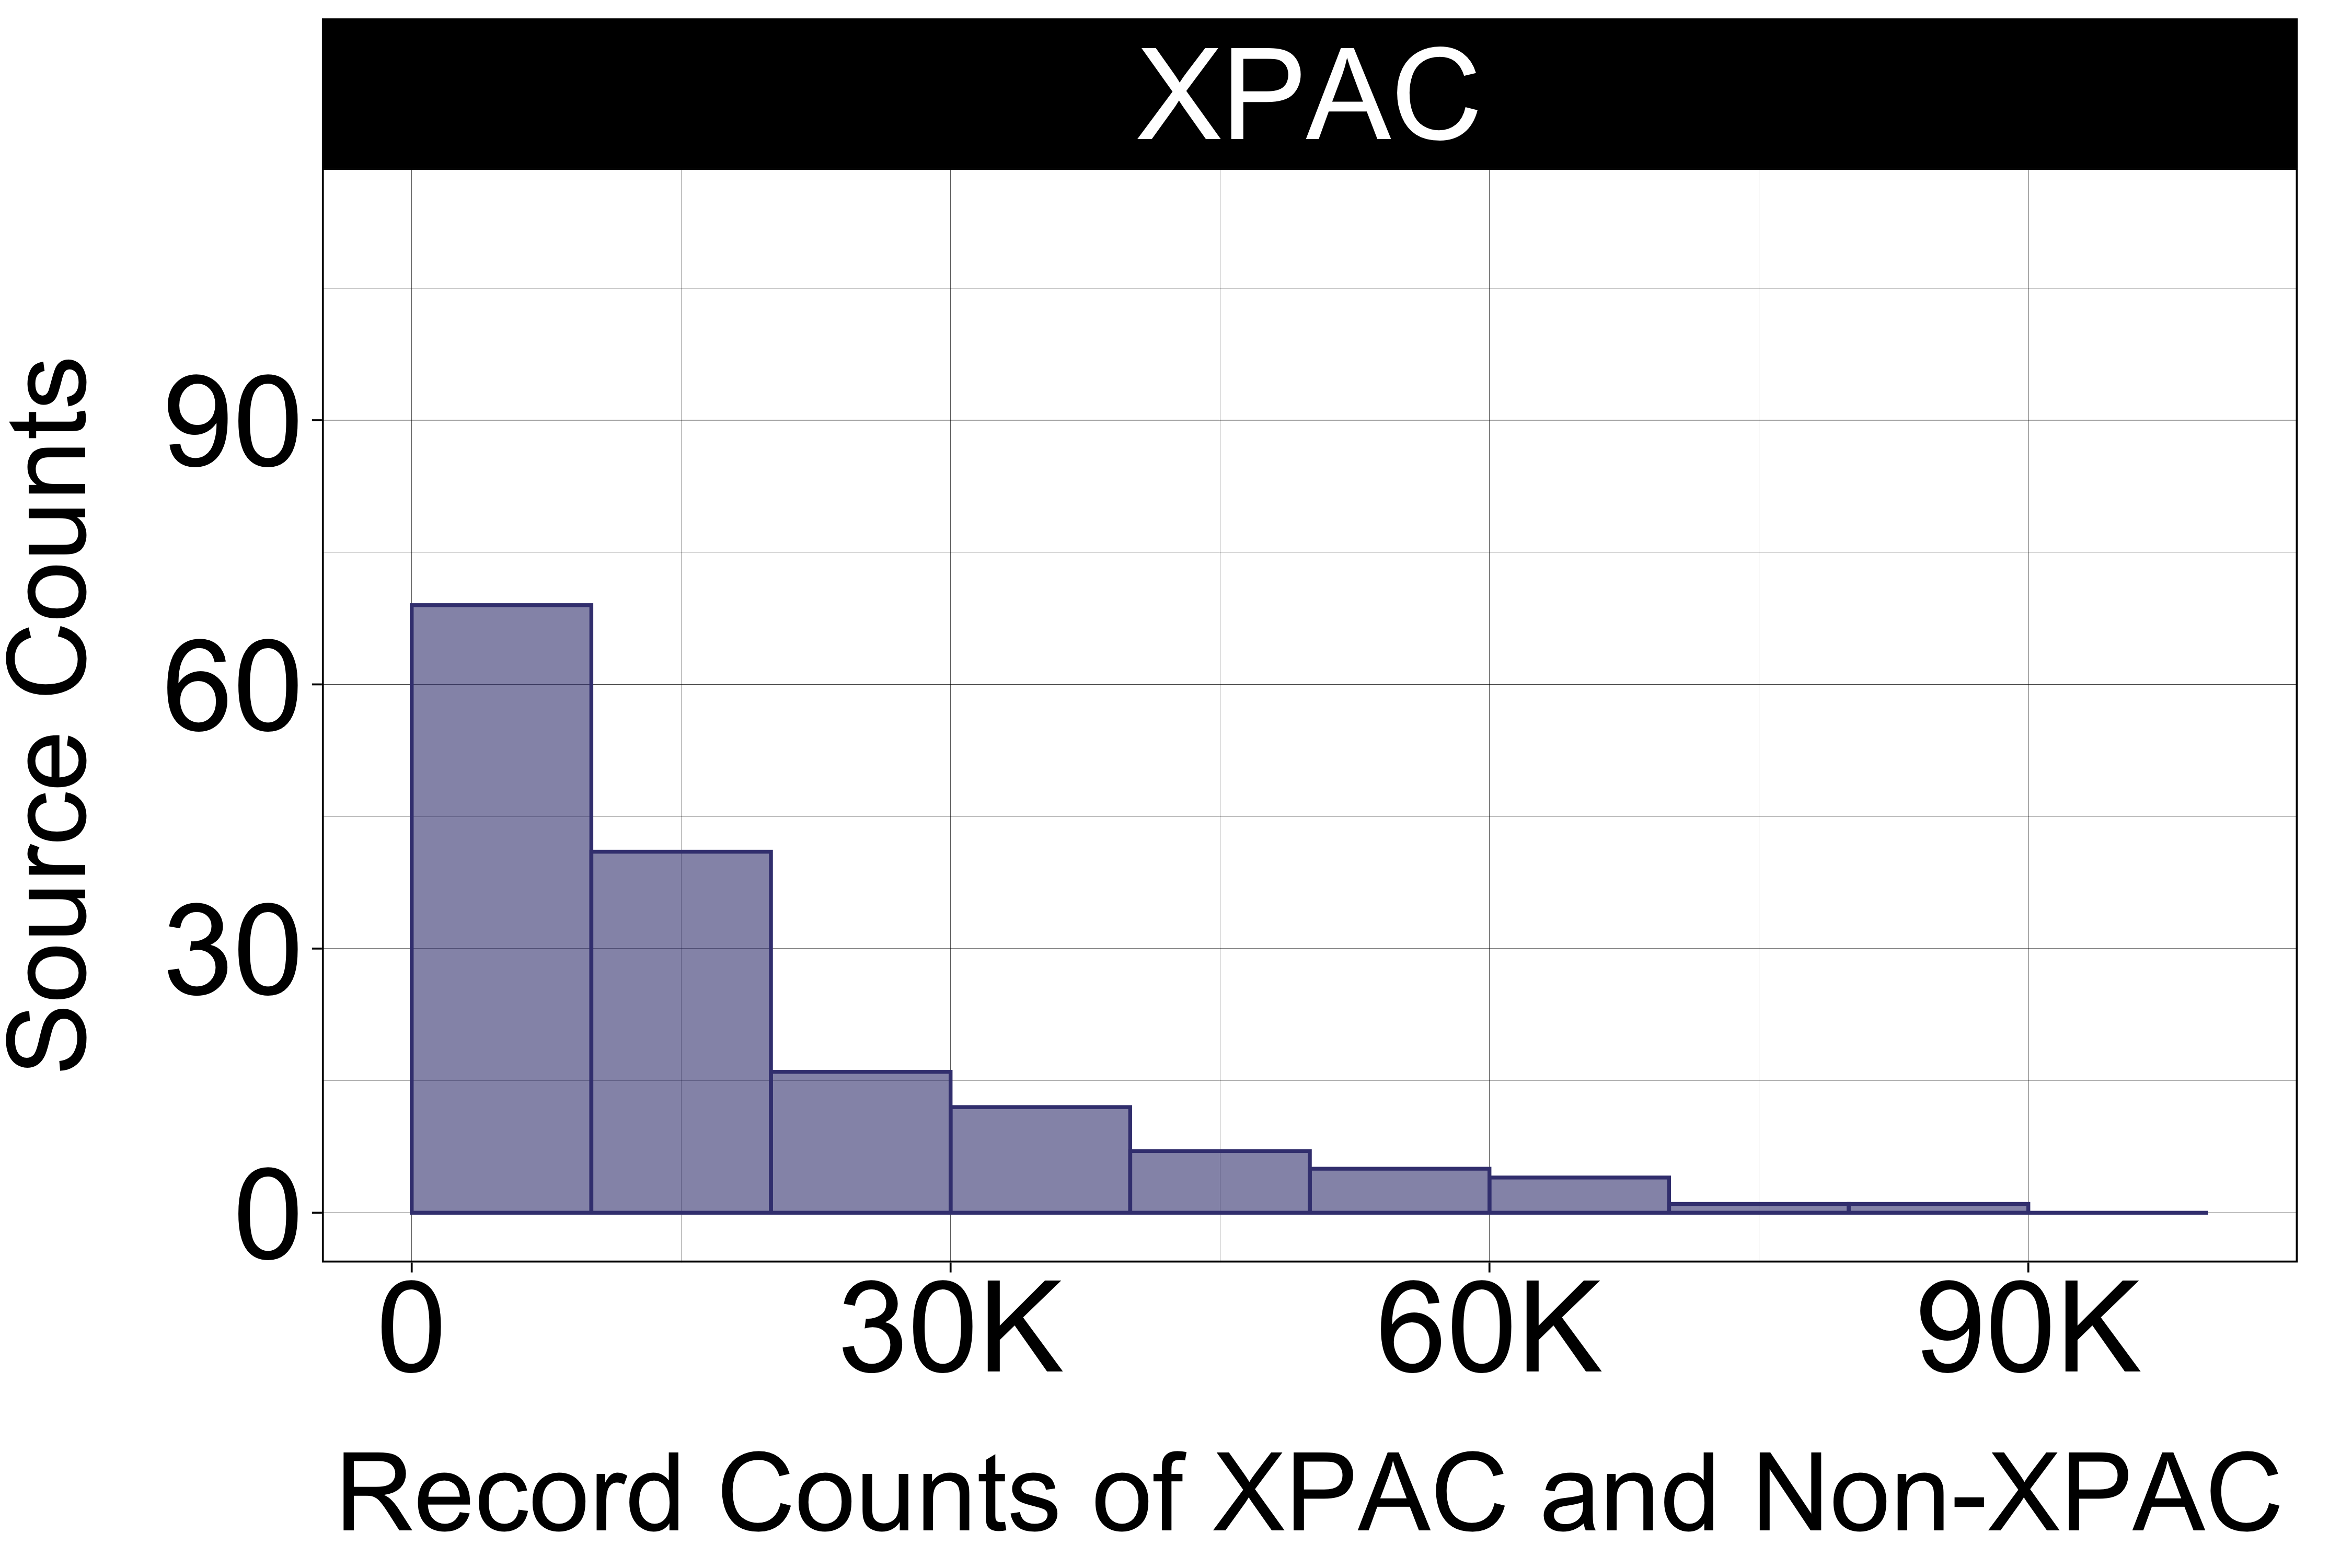 XPAC
Source Counts
90
60
30
0
0 30K 60K 90K
Record Counts of XPAC and Non-XPAC